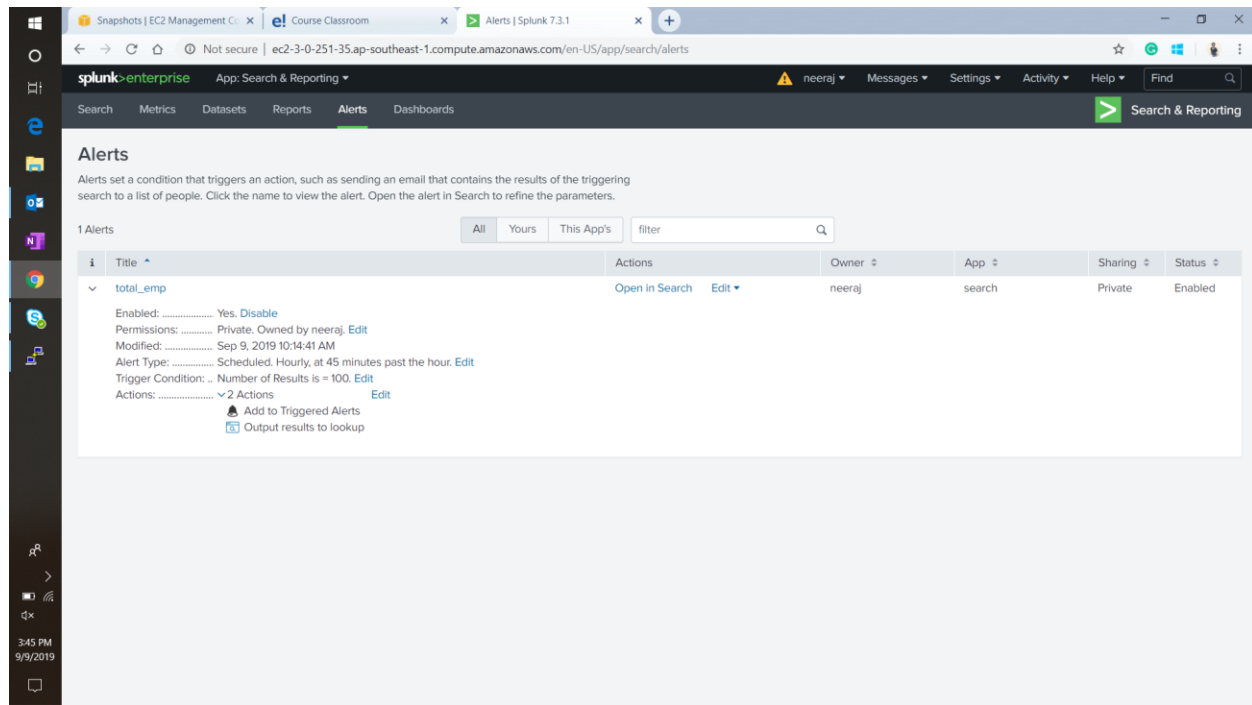 Snapshots | EC2 Management Co
e! Course Classroom
Alerts | Splunk 7.3.1
Not secure | ec2-3-0-251-35.ap-southeast-1.compute.amazonaws.com/en-US/app/search/alerts
splunk>enterprise App: Search & Reporting
neeraj Messages Settings Activity Help Find
Search Metrics Datasets Reports Alerts Dashboards
Search & Reporting
Alerts
Alerts set a condition that triggers an action, such as sending an email that contains the results of the triggering
search to a list of people. Click the name to view the alert. Open the alert in Search to refine the parameters.
1 Alerts All Yours This App's filter
i Title Actions Owner App Sharing Status
total_emp Open in Search Edit neeraj search Private Enabled
Enabled: ................... Yes. Disable
Permissions: ............ Private. Owned by neeraj. Edit
Modified: .................. Sep 9, 2019 10:14:41 AM
Alert Type: ............... Scheduled. Hourly, at 45 minutes past the hour. Edit
Trigger Condition: .. Number of Results is = 100. Edit
Actions: ..................... 2 Actions Edit
Add to Triggered Alerts
Output results to lookup
3:45 PM
9/9/2019